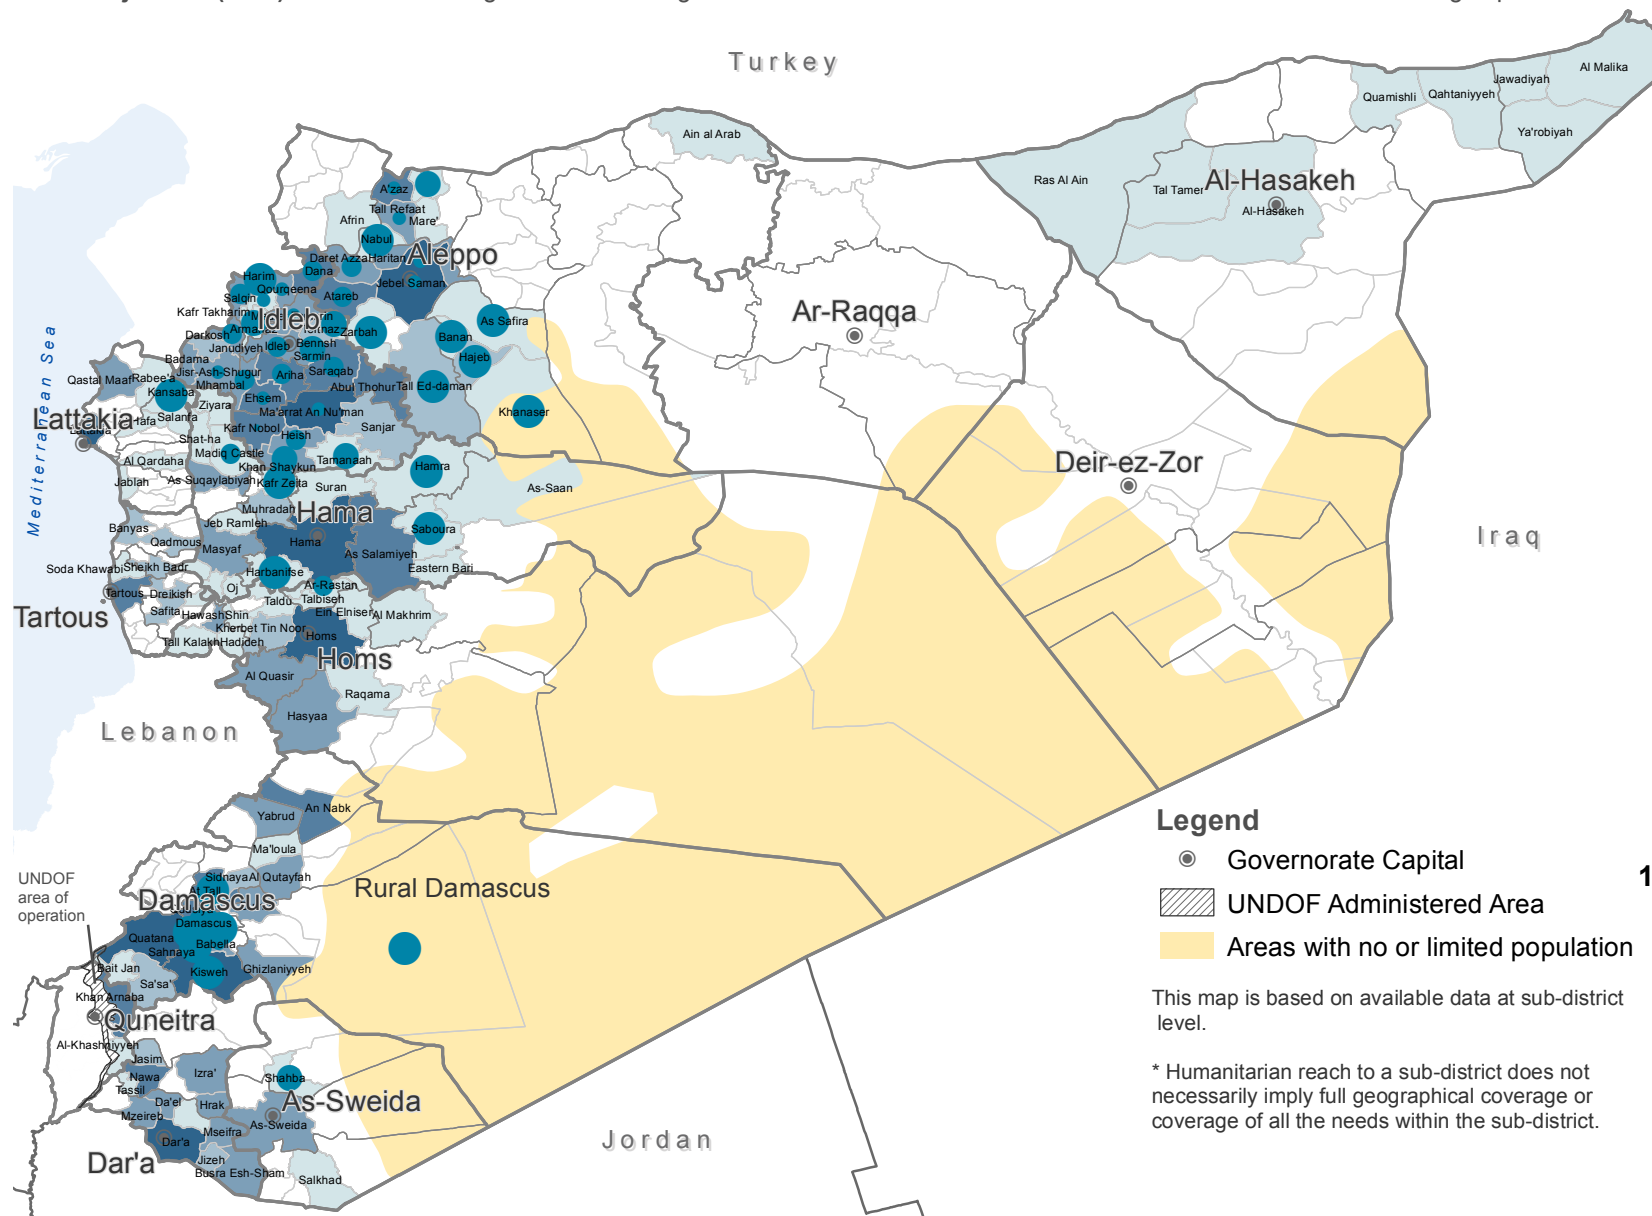 Turkey
Al Malika
Jawadiyah
Qahtaniyyeh
Quamishli
Ya'robiyah
Ain al Arab
Ras Al Ain
Tal Tamer
Al-Hasakeh
Al-Hasakeh
A'zaz
Tall Refaat
Mare'
Afrin
Nabul
Aleppo
Daret Azza
Haritan
Dana
Harim
Jebel Saman
Qourqeena
Atareb
Salqin
Kafr Takharim
Idleb
Zarbah
As Safira
Banan
Hajeb
Darkosh
Janudiyeh
Idleb
Bennsh
Sarmin
Badama
Jisr-Ash-Shugur
Mhambal
Ariha
Saraqab
Abul Thohur
Tall Ed-daman
Ar-Raqqa
Qastal Maaf
Rabee'a
Kansaba
Ziyara
Ehsem
Ma'arrat An Nu'man
Khanaser
Lattakia
Salanfa
Kafr Nobol
Heish
Sanjar
Shat-ha
Madiq Castle
Khan Shaykun
Tamanaah
Hamra
Al Qardaha
Jablah
As Suqaylabiyah
Kafr Zeita
Suran
As-Saan
Deir-ez-Zor
Mediterranean Sea
Muhradah
Hama
Banyas
Jeb Ramleh
Saboura
Qadmous
Masyaf
Hama
As Salamiyeh
Eastern Bari
Soda Khawabi
Sheikh Badr
Harbanifse
Iraq
Tartous
Dreikish
Oj
Ar-Rastan
Taldu
Talbiseh
Tartous
Safita
Hawash
Shin
Ein Elniser
Al Makhrim
Kherbet Tin Noor
Homs
Tall Kalakh
Hadideh
Homs
Al Quasir
Raqama
Hasyaa
Lebanon
An Nabk
Yabrud
Ma'loula
Legend
Governorate Capital
UNDOF Administered Area
Areas with no or limited population
This map is based on available data at sub-district
level.
* Humanitarian reach to a sub-district does not
necessarily imply full geographical coverage or
coverage of all the needs within the sub-district.
1
UNDOF
area of
operation
Sidnaya
Al Qutayfah
At Tall
Rural Damascus
Damascus
Damascus
Quatana
Babella
Sahnaya
Bait Jan
Kisweh
Ghizlaniyyeh
Sa'sa'
Khan Arnaba
Quneitra
Al-Khashniyyeh
Jasim
Nawa
Izra'
Shahba
Tassil
Da'el
Hrak
As-Sweida
Mzeireb
Mseifra
As-Sweida
Dar'a
Jizeh
Dar'a
Busra Esh-Sham
Salkhad
Jordan